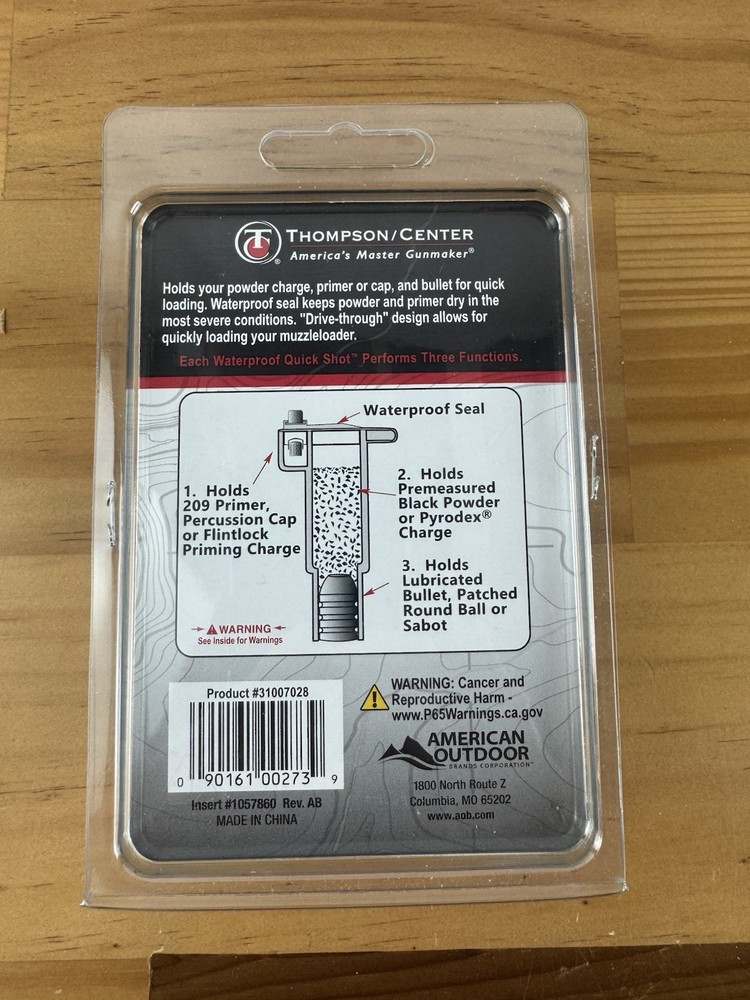 T
®
THOMPSON/CENTER
America's Master Gunmaker®
Holds your powder charge, primer or cap, and bullet for quick
loading. Waterproof seal keeps powder and primer dry in the
most severe conditions. "Drive-through" design allows for
quickly loading your muzzleloader.
Each Waterproof Quick Shot™ Performs Three Functions.
Waterproof Seal
1. Holds
209 Primer,
Percussion Cap
or Flintlock
Priming Charge
2. Holds
Premeasured
Black Powder
or Pyrodex®
Charge
3. Holds
Lubricated
Bullet, Patched
Round Ball or
Sabot
WARNING
See Inside for Warnings
Product #31007028
0 90161 00273 9
Insert #1057860 Rev. AB
MADE IN CHINA
WARNING: Cancer and
Reproductive Harm -
www.P65Warnings.ca.gov
AMERICAN
OUTDOOR
BRANDS CORPORATION™
1800 North Route Z
Columbia, MO 65202
www.aob.com